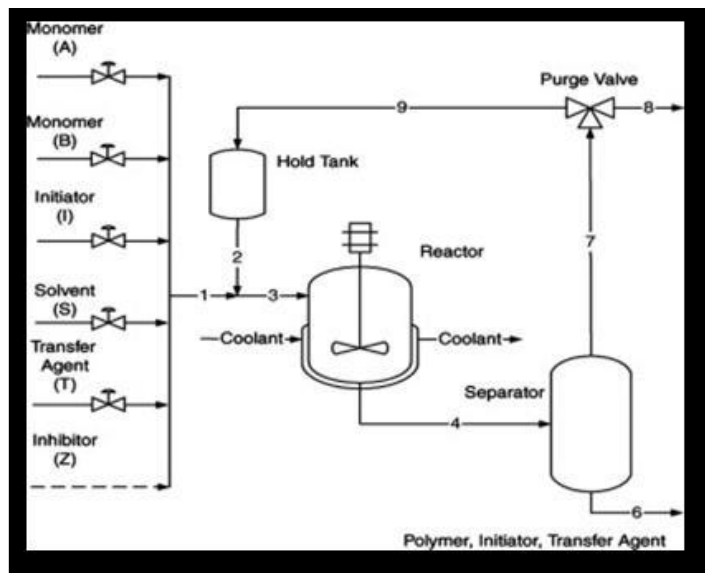 Monomer
(A)
Monomer
(B)
Initiator
(I)
Solvent
(S)
Transfer
Agent
(T)
Inhibitor
(Z)
Purge Valve
9
8
Hold Tank
2
7
Reactor
1
3
Coolant
Coolant
Separator
4
6
Polymer, Initiator, Transfer Agent